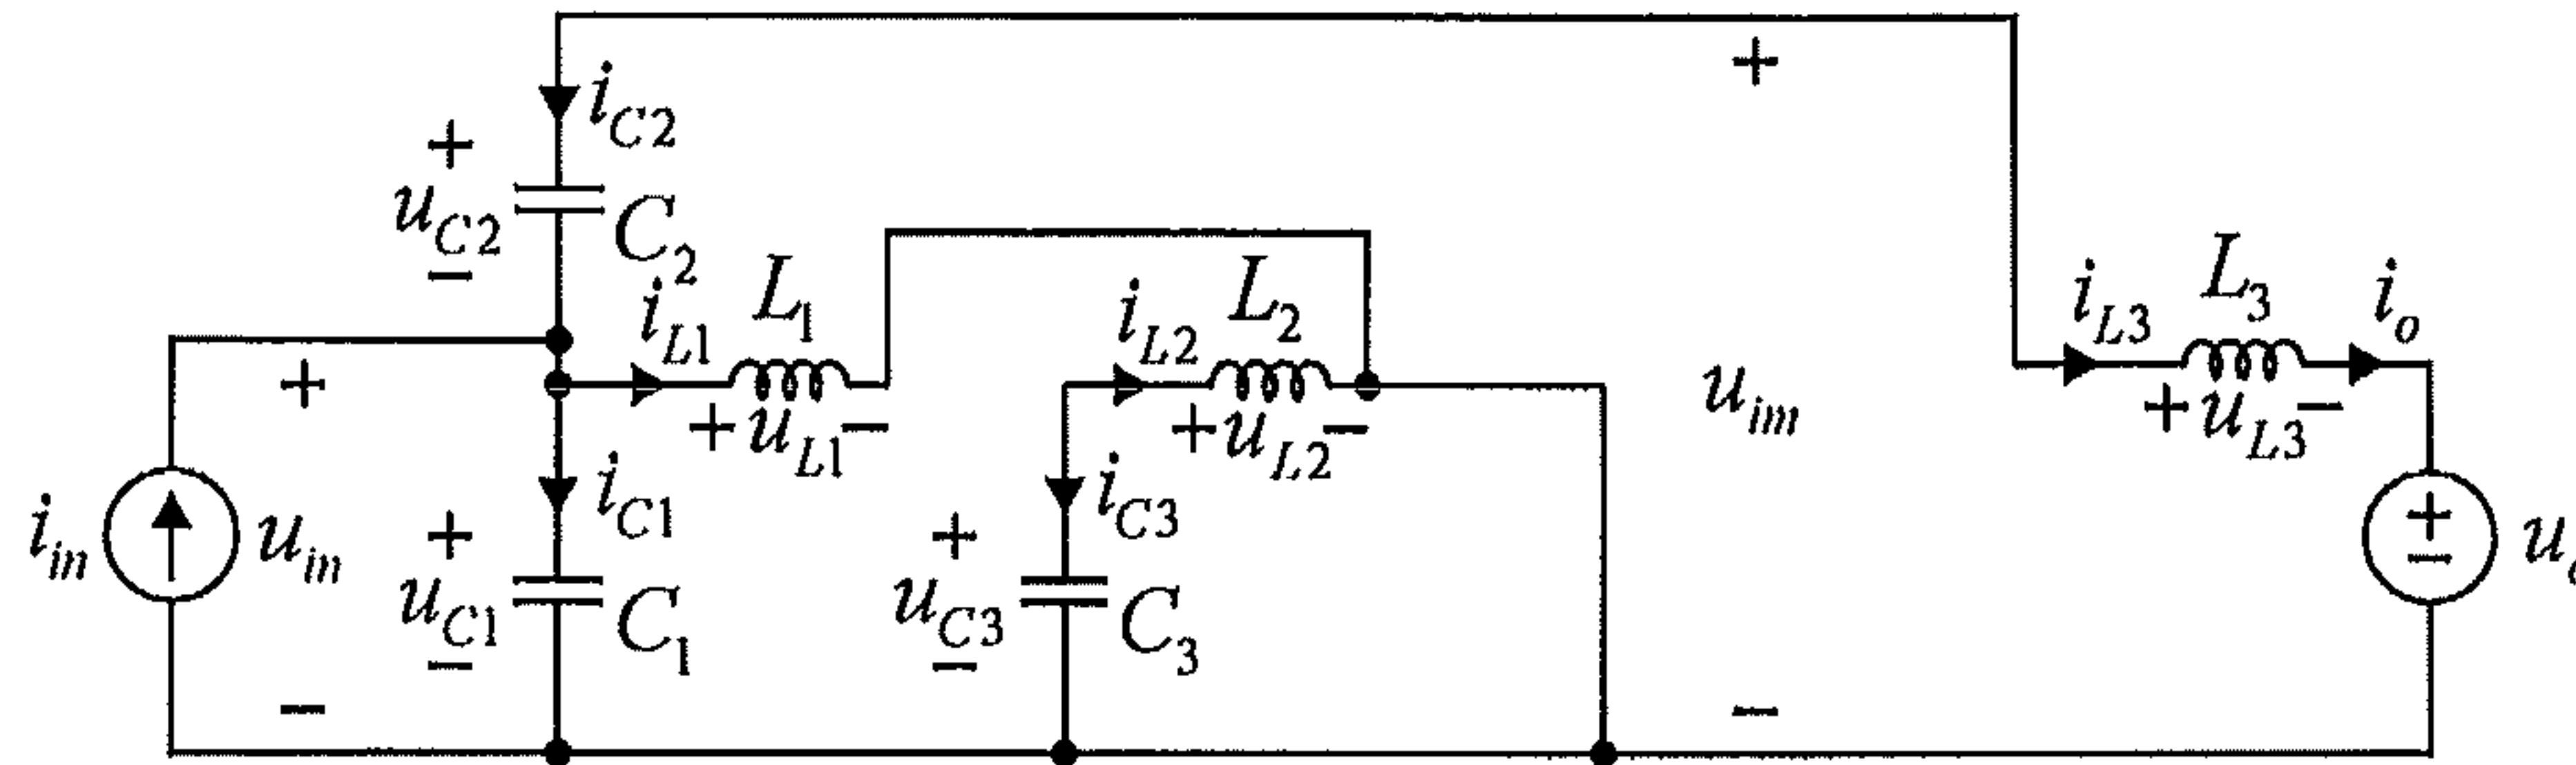 +
i_{C2}
+
u_{C2}
C_2
−
i_{L1}
L_1
i_{L2}
L_2
i_{L3}
L_3
i_o
+
+ u_{L1} −
+ u_{L2} −
u_{im}
+ u_{L3} −
i_{in}
u_{in}
+
u_{C1}
−
i_{C1}
C_1
+
u_{C3}
−
i_{C3}
C_3
+
−
−
−